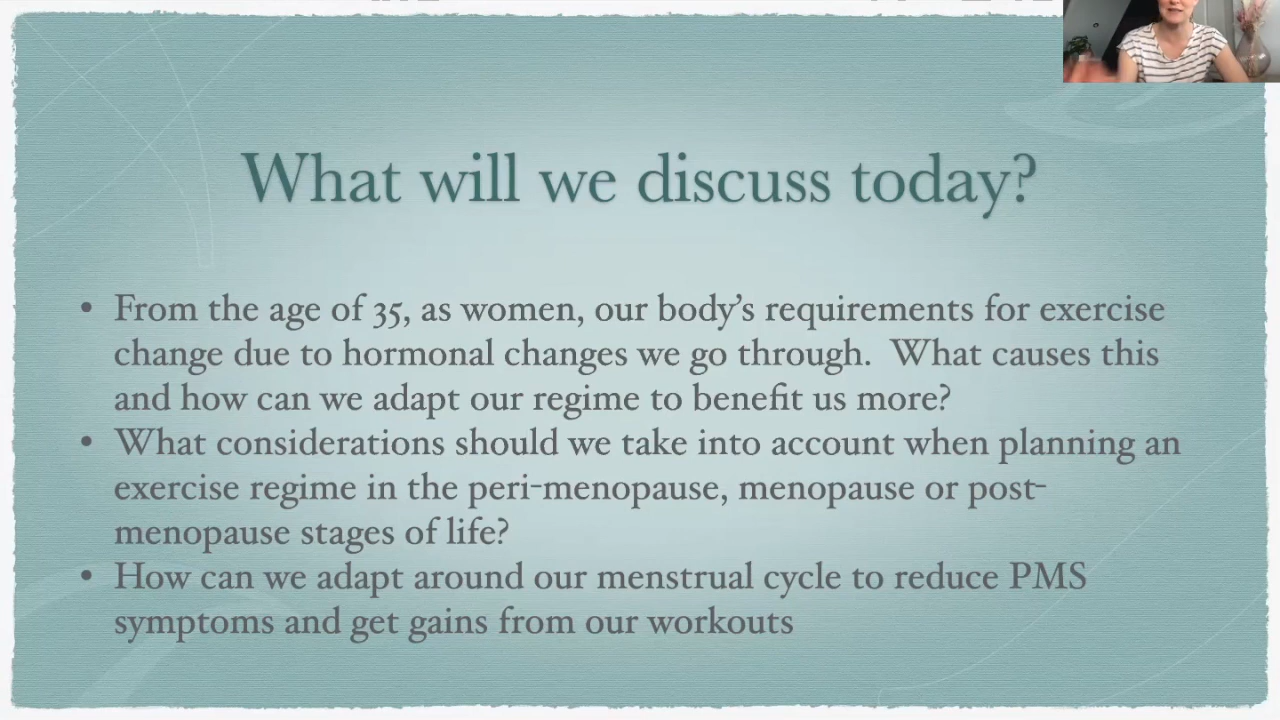 What will we discuss today?
• From the age of 35, as women, our body’s requirements for exercise
change due to hormonal changes we go through.  What causes this
and how can we adapt our regime to benefit us more?
• What considerations should we take into account when planning an
exercise regime in the peri-menopause, menopause or post-
menopause stages of life?
• How can we adapt around our menstrual cycle to reduce PMS
symptoms and get gains from our workouts